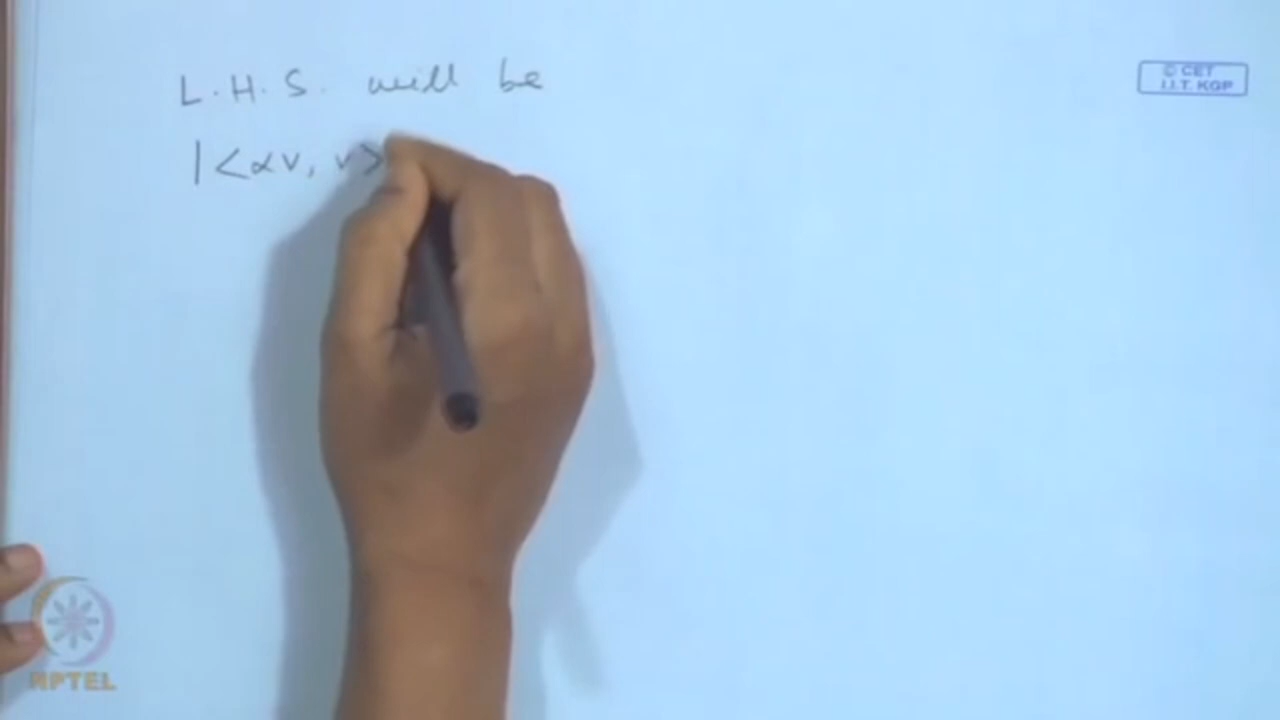 L.H.S. will be
|<αv, v>
© CET
I.I.T. KGP
NPTEL